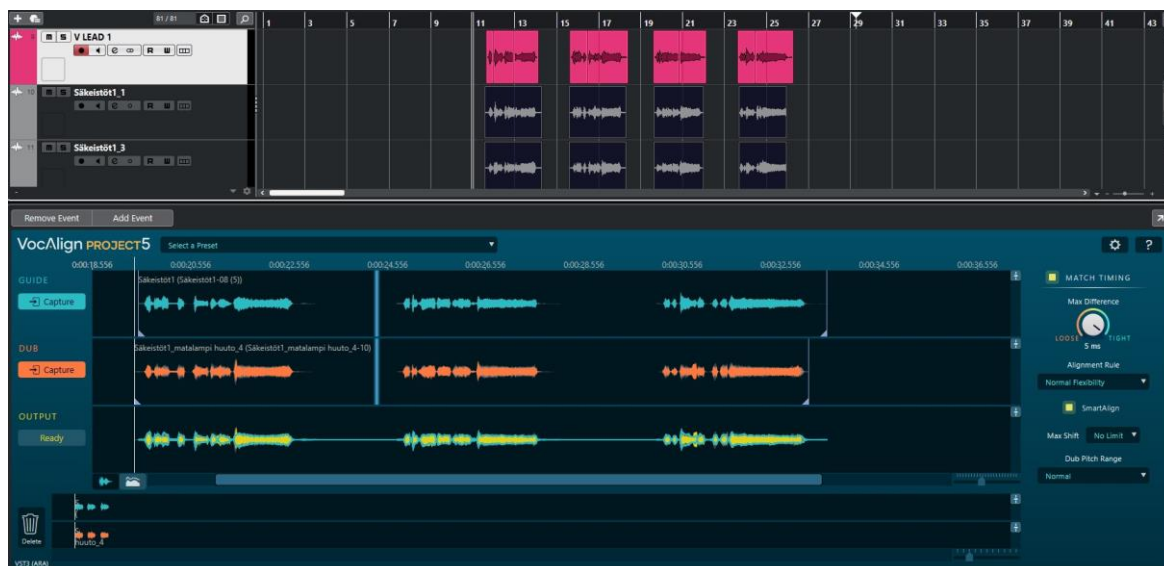 81 / 81
1 3 5 7 9 11 13 15 17 19 21 23 25 27 29 31 33 35 37 39 41 43
V LEAD 1
R
10 Säkeistöt1_1
R
11 Säkeistöt1_3
R
Remove Event Add Event
VocAlign PROJECT5 Select a Preset ?
0:00:18.556 0:00:20.556 0:00:22.556 0:00:24.556 0:00:26.556 0:00:28.556 0:00:30.556 0:00:32.556 0:00:34.556 0:00:36.556
GUIDE
Säkeistöt1 (Säkeistöt1-08 (5))
Capture
DUB
Säkeistöt1_matalampi huuto_4 (Säkeistöt1_matalampi huuto_4-10)
Capture
OUTPUT
Ready
MATCH TIMING
Max Difference
LOOSE TIGHT
5 ms
Alignment Rule
Normal Flexibility
SmartAlign
Max Shift No Limit
Dub Pitch Range
Normal
Delete
huuto_4
VST3 (ARA)